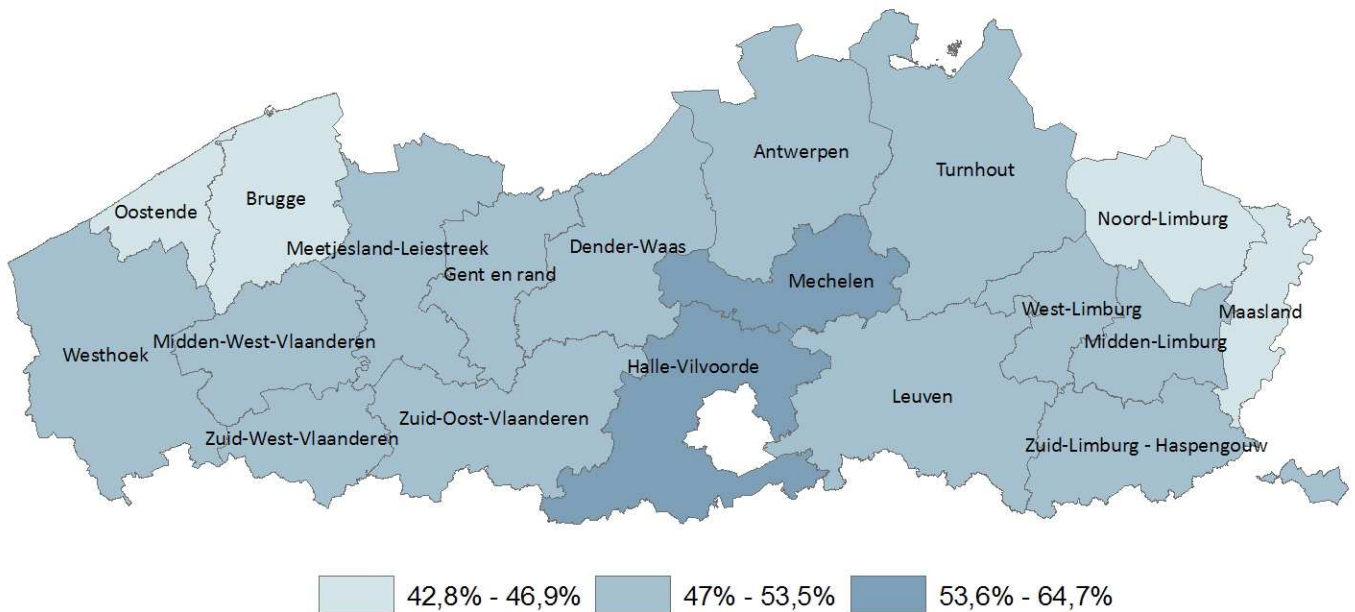 Antwerpen
Turnhout
Brugge
Oostende
Noord-Limburg
Meetjesland-Leiestreek
Dender-Waas
Gent en rand
Mechelen
West-Limburg
Maasland
Midden-West-Vlaanderen
Midden-Limburg
Westhoek
Halle-Vilvoorde
Leuven
Zuid-Oost-Vlaanderen
Zuid-West-Vlaanderen
Zuid-Limburg - Haspengouw
42,8% - 46,9% 47% - 53,5% 53,6% - 64,7%